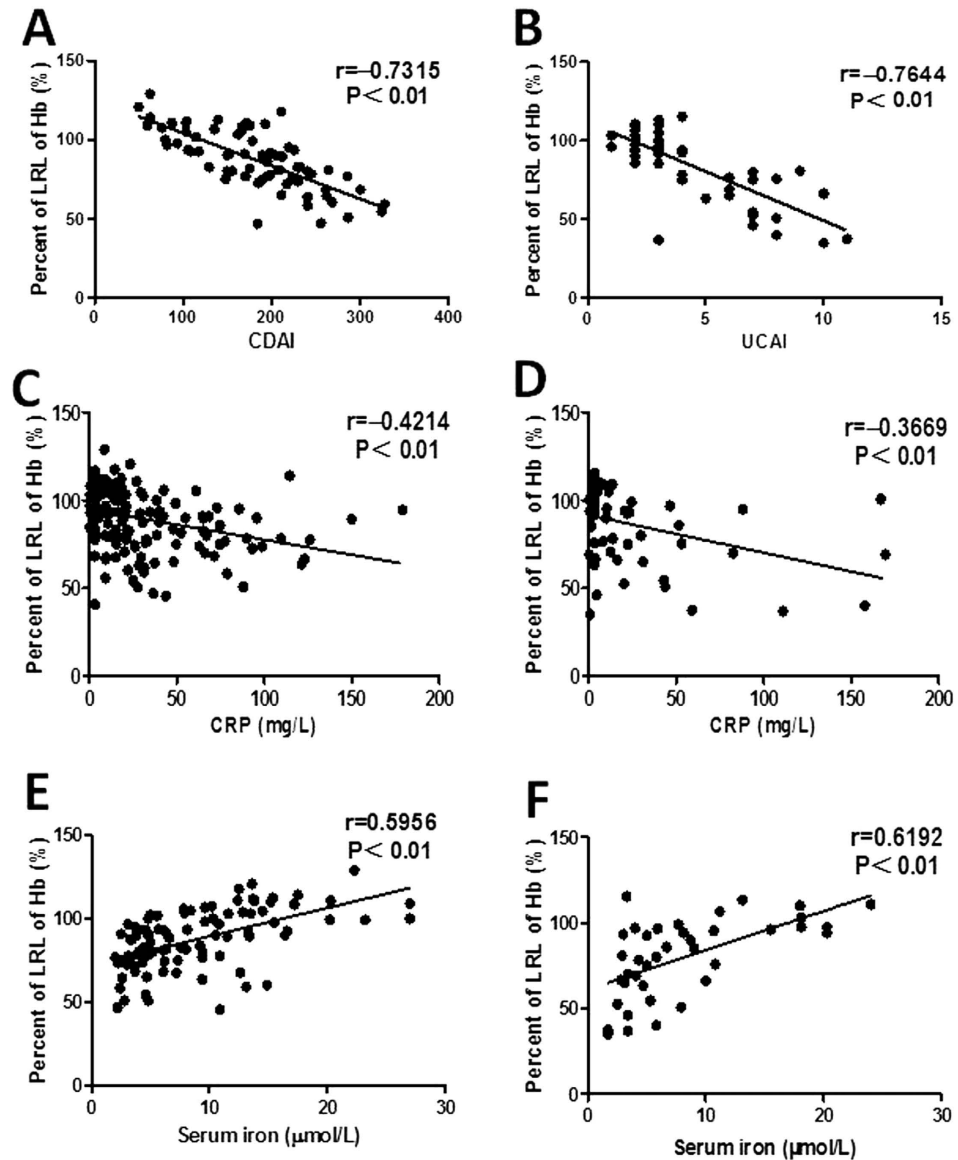 A
Percent of LRL of Hb (%)
150
100
50
0
r=–0.7315
P< 0.01
0 100 200 300 400
CDAI
B
Percent of LRL of Hb (%)
150
100
50
0
r=–0.7644
P< 0.01
5 10 15
UCAI
C
Percent of LRL of Hb (%)
150
100
50
0
r=–0.4214
P< 0.01
0 50 100 150 200
CRP (mg/L)
D
Percent of LRL of Hb (%)
150
100
50
0
r=–0.3669
P< 0.01
0 50 100 150 200
CRP (mg/L)
E
Percent of LRL of Hb (%)
150
100
50
0
r=0.5956
P< 0.01
0 10 20 30
Serum iron (μmol/L)
F
Percent of LRL of Hb (%)
150
100
50
0
r=0.6192
P< 0.01
0 10 20 30
Serum iron (μmol/L)